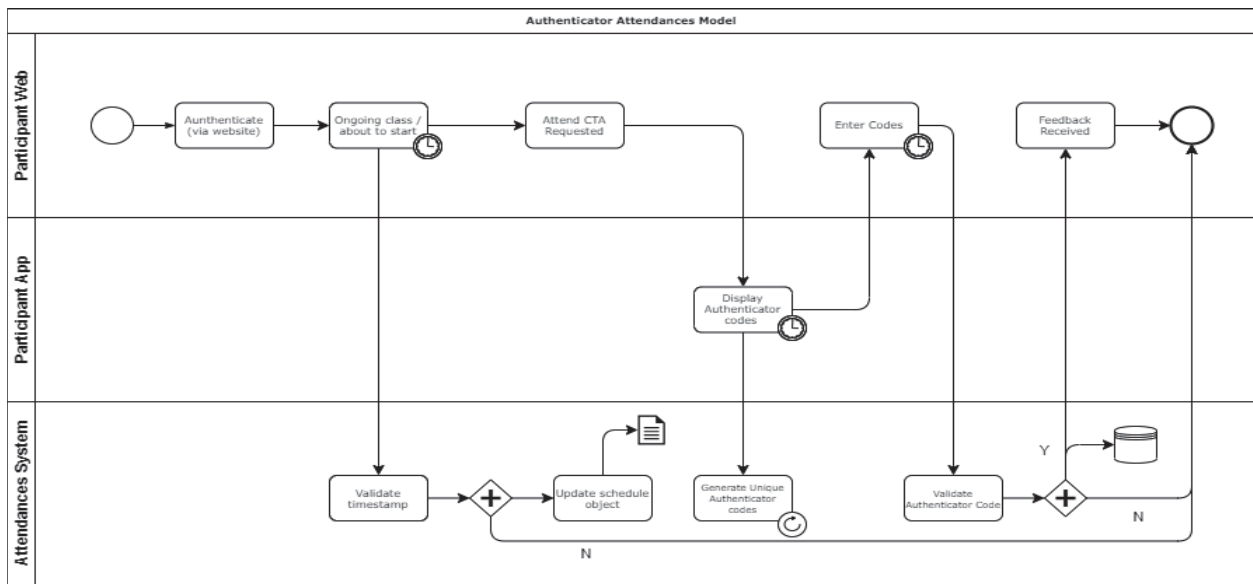 Authenticator Attendances Model
Participant Web
Aunthenticate
(via website)
Ongoing class /
about to start
Attend CTA
Requested
Enter Codes
Feedback
Received
Participant App
Display
Authenticator
codes
Attendances System
Validate
timestamp
Update schedule
object
Generate Unique
Authenticator
codes
Validate
Authenticator Code
Y
N
N